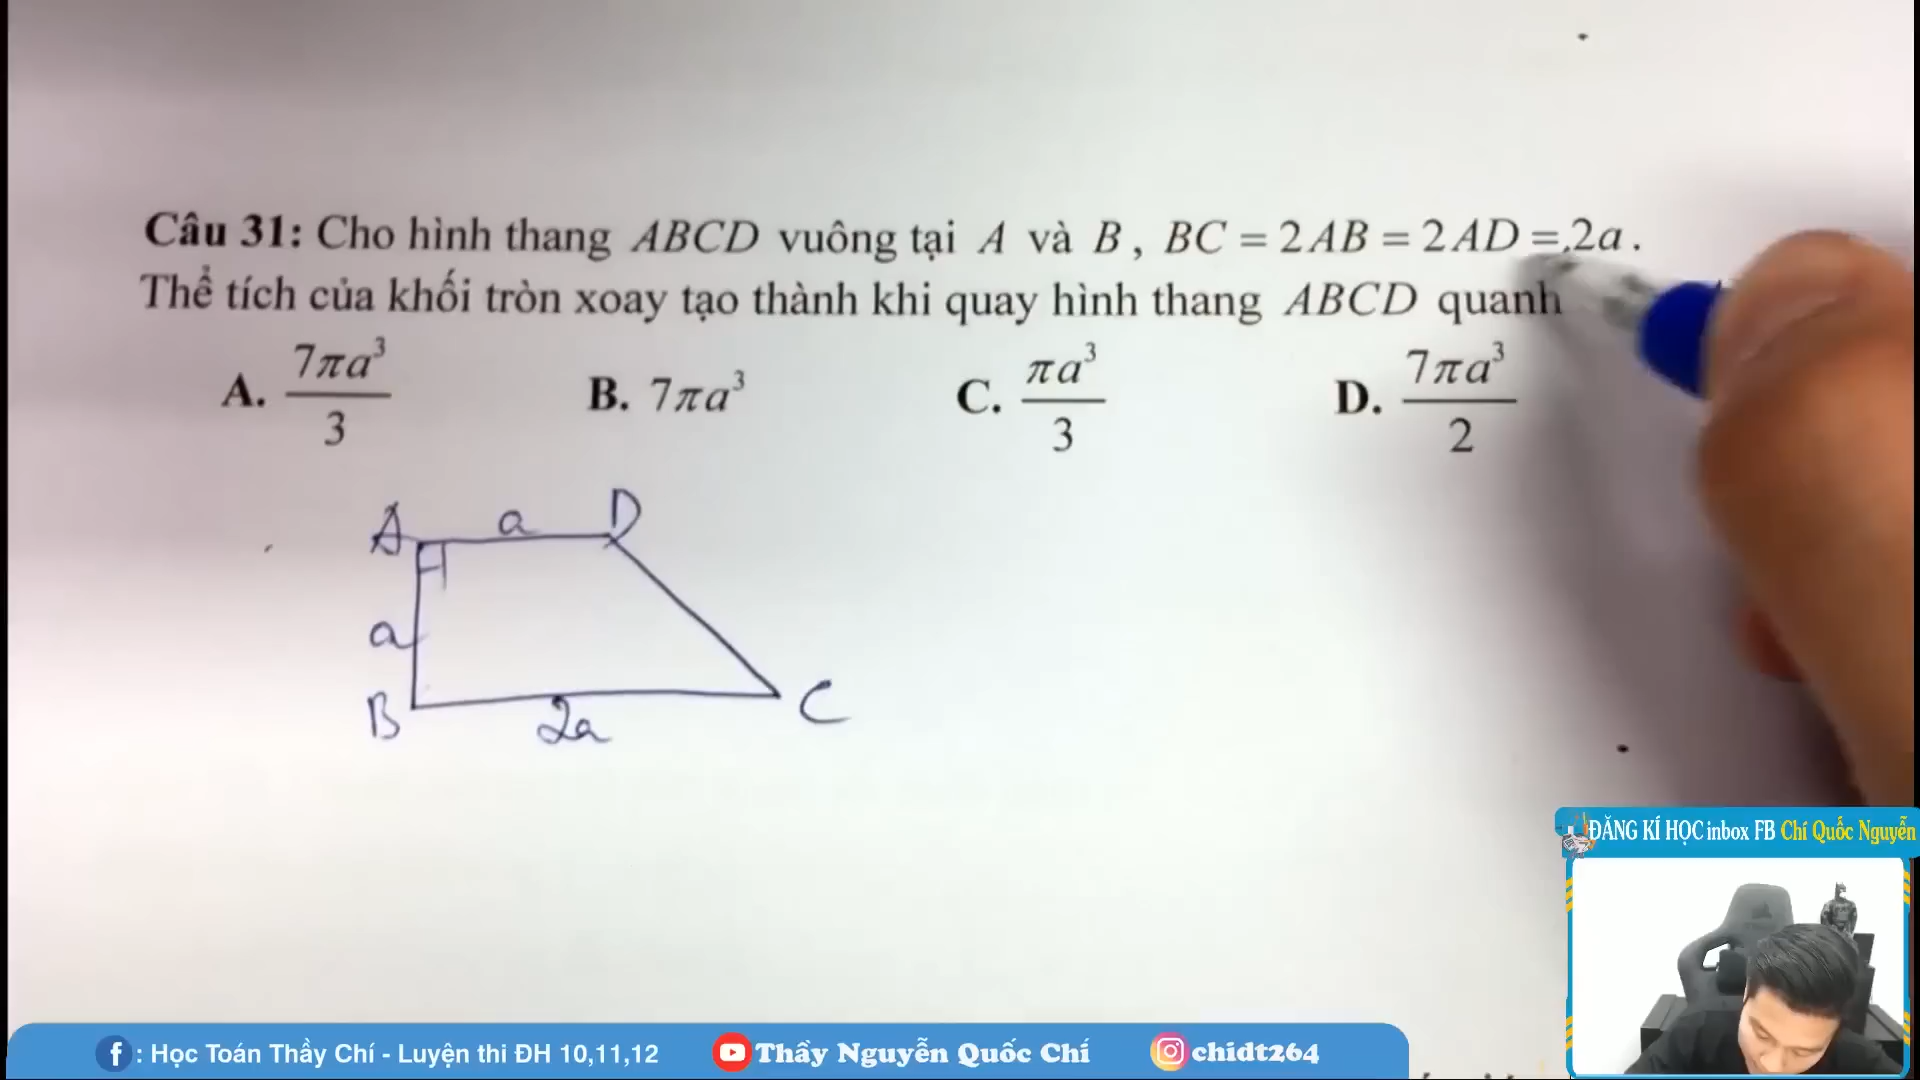 Câu 31: Cho hình thang ABCD vuông tại A và B, BC = 2AB = 2AD = 2a.
Thể tích của khối tròn xoay tạo thành khi quay hình thang ABCD quanh
A. 7πa³/3 B. 7πa³ C. πa³/3 D. 7πa³/2
A a D
a
B 2a C
ĐĂNG KÍ HỌC inbox FB Chí Quốc Nguyễn
f : Học Toán Thầy Chí - Luyện thi ĐH 10,11,12 Thầy Nguyễn Quốc Chí chidt264